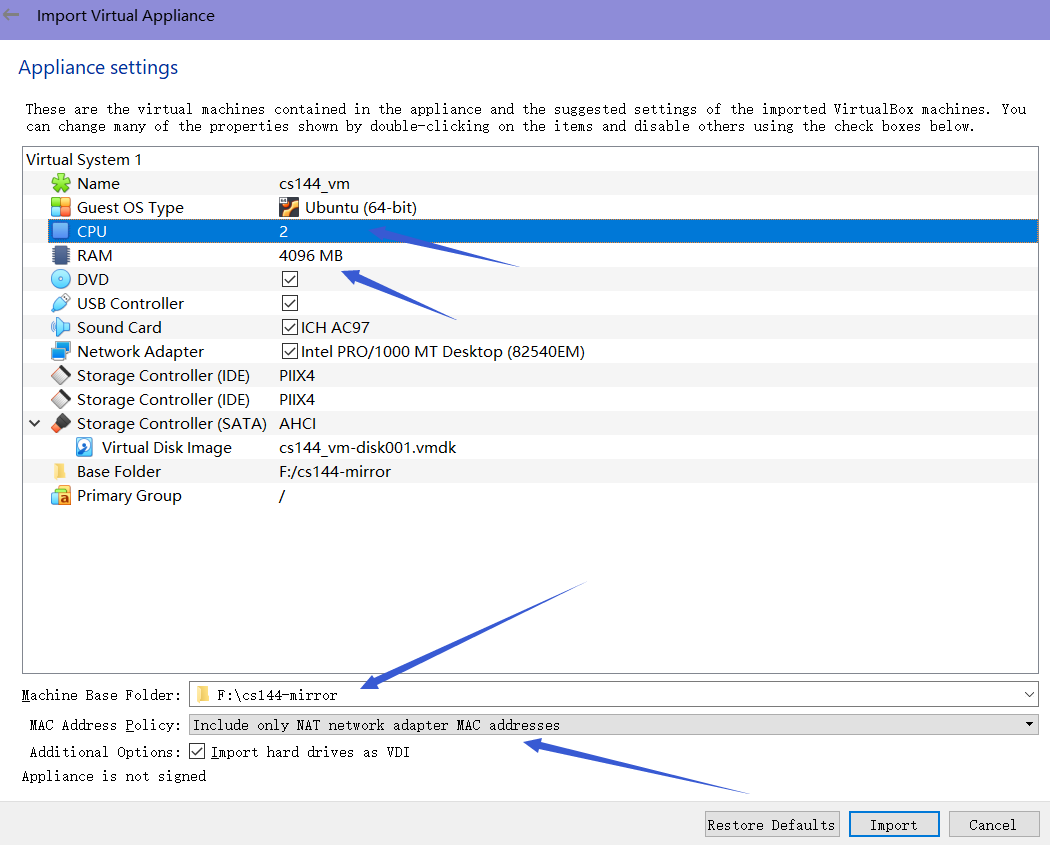 Import Virtual Appliance
Appliance settings
These are the virtual machines contained in the appliance and the suggested settings of the imported VirtualBox machines. You
can change many of the properties shown by double-clicking on the items and disable others using the check boxes below.
Virtual System 1
Name cs144_vm
Guest OS Type Ubuntu (64-bit)
CPU 2
RAM 4096 MB
DVD
USB Controller
Sound Card ICH AC97
Network Adapter Intel PRO/1000 MT Desktop (82540EM)
Storage Controller (IDE) PIIX4
Storage Controller (IDE) PIIX4
Storage Controller (SATA) AHCI
Virtual Disk Image cs144_vm-disk001.vmdk
Base Folder F:/cs144-mirror
Primary Group /
Machine Base Folder: F:\cs144-mirror
MAC Address Policy: Include only NAT network adapter MAC addresses
Additional Options: Import hard drives as VDI
Appliance is not signed
Restore Defaults Import Cancel